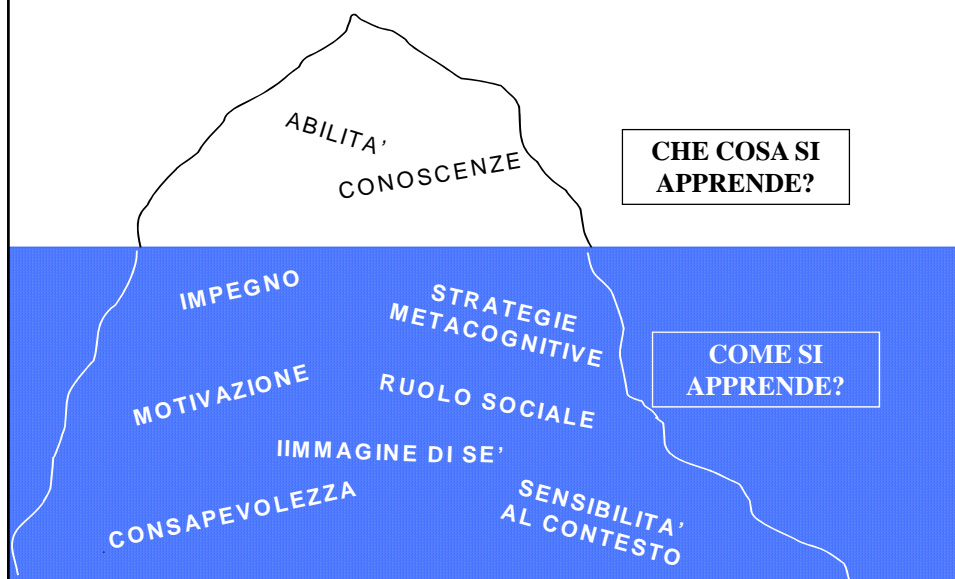 ABILITA’
CONOSCENZE
CHE COSA SI
APPRENDE?
IMPEGNO
STRATEGIE
METACOGNITIVE
COME SI
APPRENDE?
MOTIVAZIONE
RUOLO SOCIALE
IIMMAGINE DI SE’
CONSAPEVOLEZZA
SENSIBILITA’
AL CONTESTO